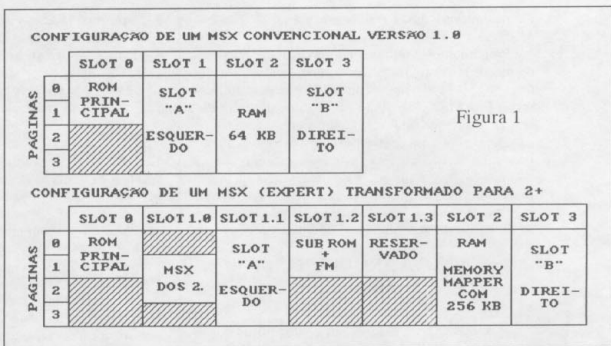 CONFIGURAÇÃO DE UM MSX CONVENCIONAL VERSÃO 1.0
SLOT 0 SLOT 1 SLOT 2 SLOT 3
PÁGINAS
0
1
2
3
ROM
PRIN-
CIPAL
SLOT
"A"
ESQUER-
DO
RAM
64 KB
SLOT
"B"
DIREI-
TO
Figura 1
CONFIGURAÇÃO DE UM MSX (EXPERT) TRANSFORMADO PARA 2+
SLOT 0 SLOT 1.0 SLOT 1.1 SLOT 1.2 SLOT 1.3 SLOT 2 SLOT 3
PÁGINAS
0
1
2
3
ROM
PRIN-
CIPAL
MSX
DOS 2.
SLOT
"A"
ESQUER-
DO
SUB ROM
+
FM
RESER-
VADO
RAM
MEMORY
MAPPER
COM
256 KB
SLOT
"B"
DIREI-
TO